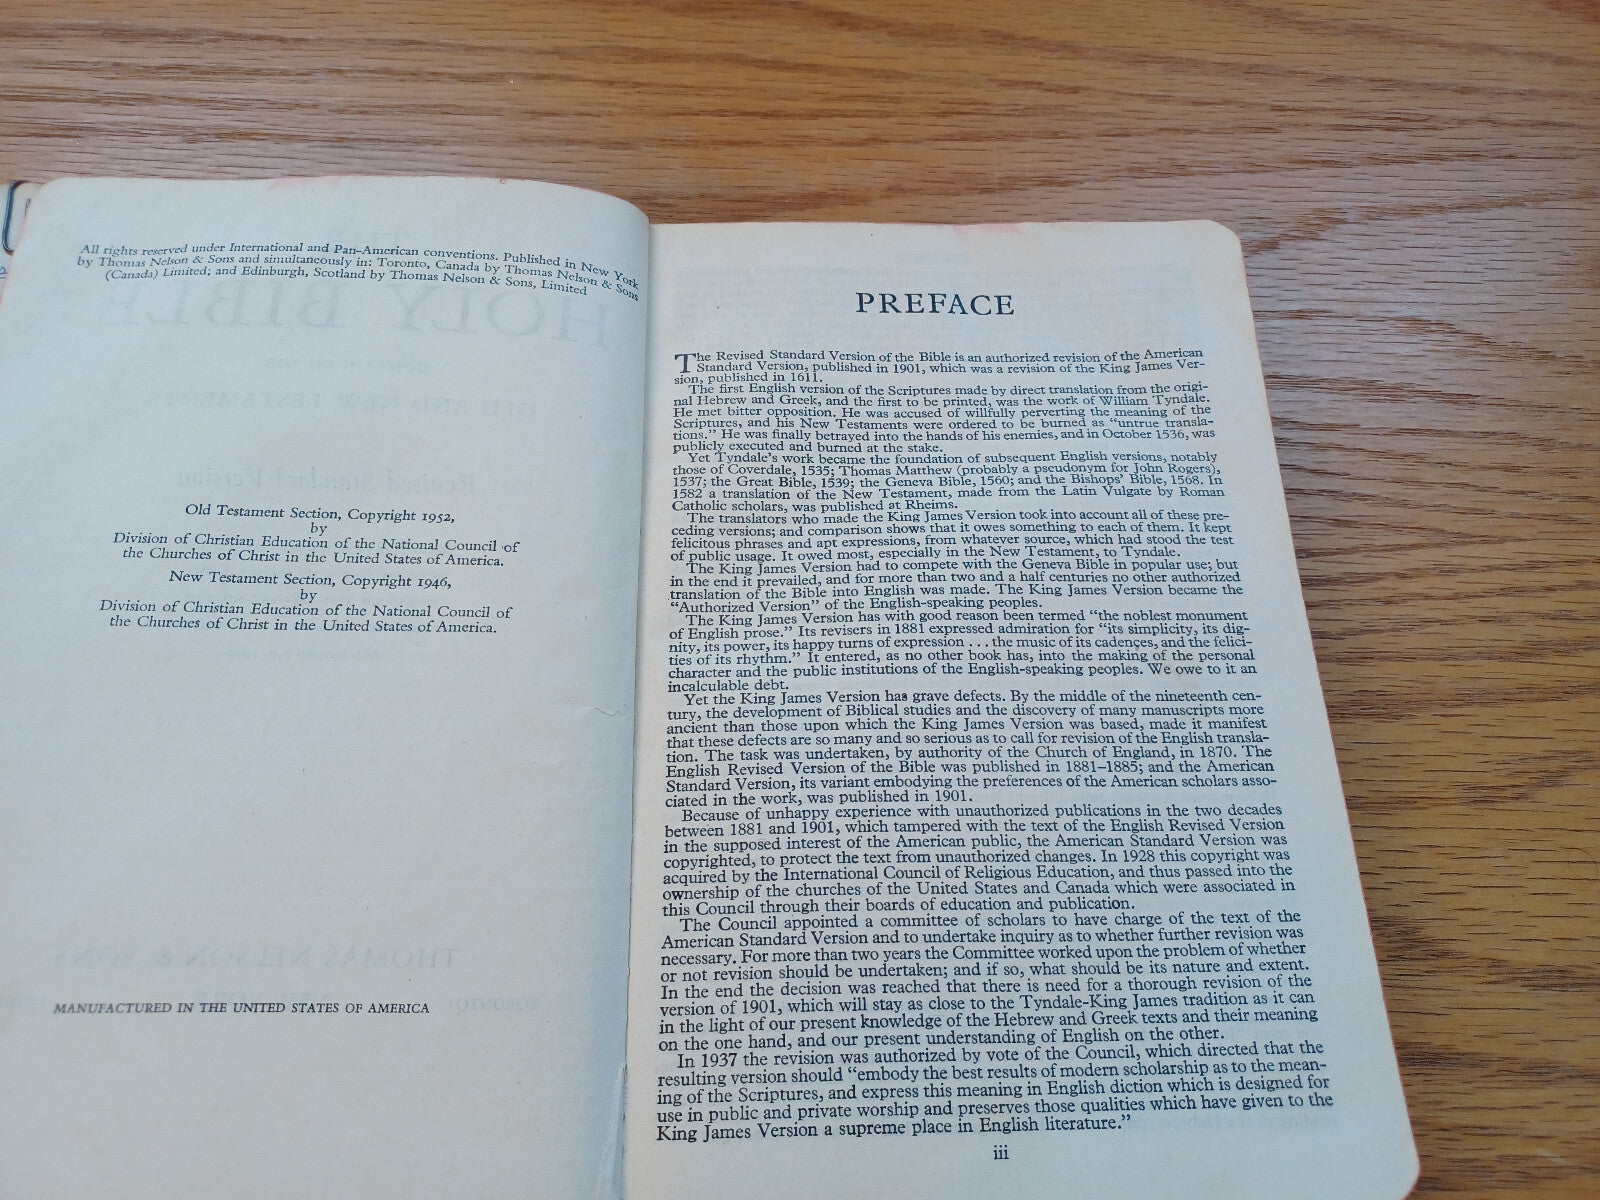 All rights reserved under International and Pan-American conventions. Published in New York
by Thomas Nelson & Sons and simultaneously in: Toronto, Canada by Thomas Nelson & Sons
(Canada) Limited; and Edinburgh, Scotland by Thomas Nelson & Sons, Limited
Old Testament Section, Copyright 1952,
by
Division of Christian Education of the National Council of
the Churches of Christ in the United States of America.
New Testament Section, Copyright 1946,
by
Division of Christian Education of the National Council of
the Churches of Christ in the United States of America.
MANUFACTURED IN THE UNITED STATES OF AMERICA
PREFACE
The Revised Standard Version of the Bible is an authorized revision of the American
Standard Version, published in 1901, which was a revision of the King James Ver-
sion, published in 1611.
The first English version of the Scriptures made by direct translation from the origi-
nal Hebrew and Greek, and the first to be printed, was the work of William Tyndale.
He met bitter opposition. He was accused of willfully perverting the meaning of the
Scriptures, and his New Testaments were ordered to be burned as “untrue transla-
tions.” He was finally betrayed into the hands of his enemies, and in October 1536, was
publicly executed and burned at the stake.
Yet Tyndale's work became the foundation of subsequent English versions, notably
those of Coverdale, 1535; Thomas Matthew (probably a pseudonym for John Rogers),
1537; the Great Bible, 1539; the Geneva Bible, 1560; and the Bishops' Bible, 1568. In
1582 a translation of the New Testament, made from the Latin Vulgate by Roman
Catholic scholars, was published at Rheims.
The translators who made the King James Version took into account all of these pre-
ceding versions; and comparison shows that it owes something to each of them. It kept
felicitous phrases and apt expressions, from whatever source, which had stood the test
of public usage. It owed most, especially in the New Testament, to Tyndale.
The King James Version had to compete with the Geneva Bible in popular use; but
in the end it prevailed, and for more than two and a half centuries no other authorized
translation of the Bible into English was made. The King James Version became the
“Authorized Version” of the English-speaking peoples.
The King James Version has with good reason been termed “the noblest monument
of English prose.” Its revisers in 1881 expressed admiration for “its simplicity, its dig-
nity, its power, its happy turns of expression . . . the music of its cadences, and the felici-
ties of its rhythm.” It entered, as no other book has, into the making of the personal
character and the public institutions of the English-speaking peoples. We owe to it an
incalculable debt.
Yet the King James Version has grave defects. By the middle of the nineteenth cen-
tury, the development of Biblical studies and the discovery of many manuscripts more
ancient than those upon which the King James Version was based, made it manifest
that these defects are so many and so serious as to call for revision of the English transla-
tion. The task was undertaken, by authority of the Church of England, in 1870. The
English Revised Version of the Bible was published in 1881–1885; and the American
Standard Version, its variant embodying the preferences of the American scholars asso-
ciated in the work, was published in 1901.
Because of unhappy experience with unauthorized publications in the two decades
between 1881 and 1901, which tampered with the text of the English Revised Version
in the supposed interest of the American public, the American Standard Version was
copyrighted, to protect the text from unauthorized changes. In 1928 this copyright was
acquired by the International Council of Religious Education, and thus passed into the
ownership of the churches of the United States and Canada which were associated in
this Council through their boards of education and publication.
The Council appointed a committee of scholars to have charge of the text of the
American Standard Version and to undertake inquiry as to whether further revision was
necessary. For more than two years the Committee worked upon the problem of whether
or not revision should be undertaken; and if so, what should be its nature and extent.
In the end the decision was reached that there is need for a thorough revision of the
version of 1901, which will stay as close to the Tyndale-King James tradition as it can
in the light of our present knowledge of the Hebrew and Greek texts and their meaning
on the one hand, and our present understanding of English on the other.
In 1937 the revision was authorized by vote of the Council, which directed that the
resulting version should “embody the best results of modern scholarship as to the mean-
ing of the Scriptures, and express this meaning in English diction which is designed for
use in public and private worship and preserves those qualities which have given to the
King James Version a supreme place in English literature.”
iii